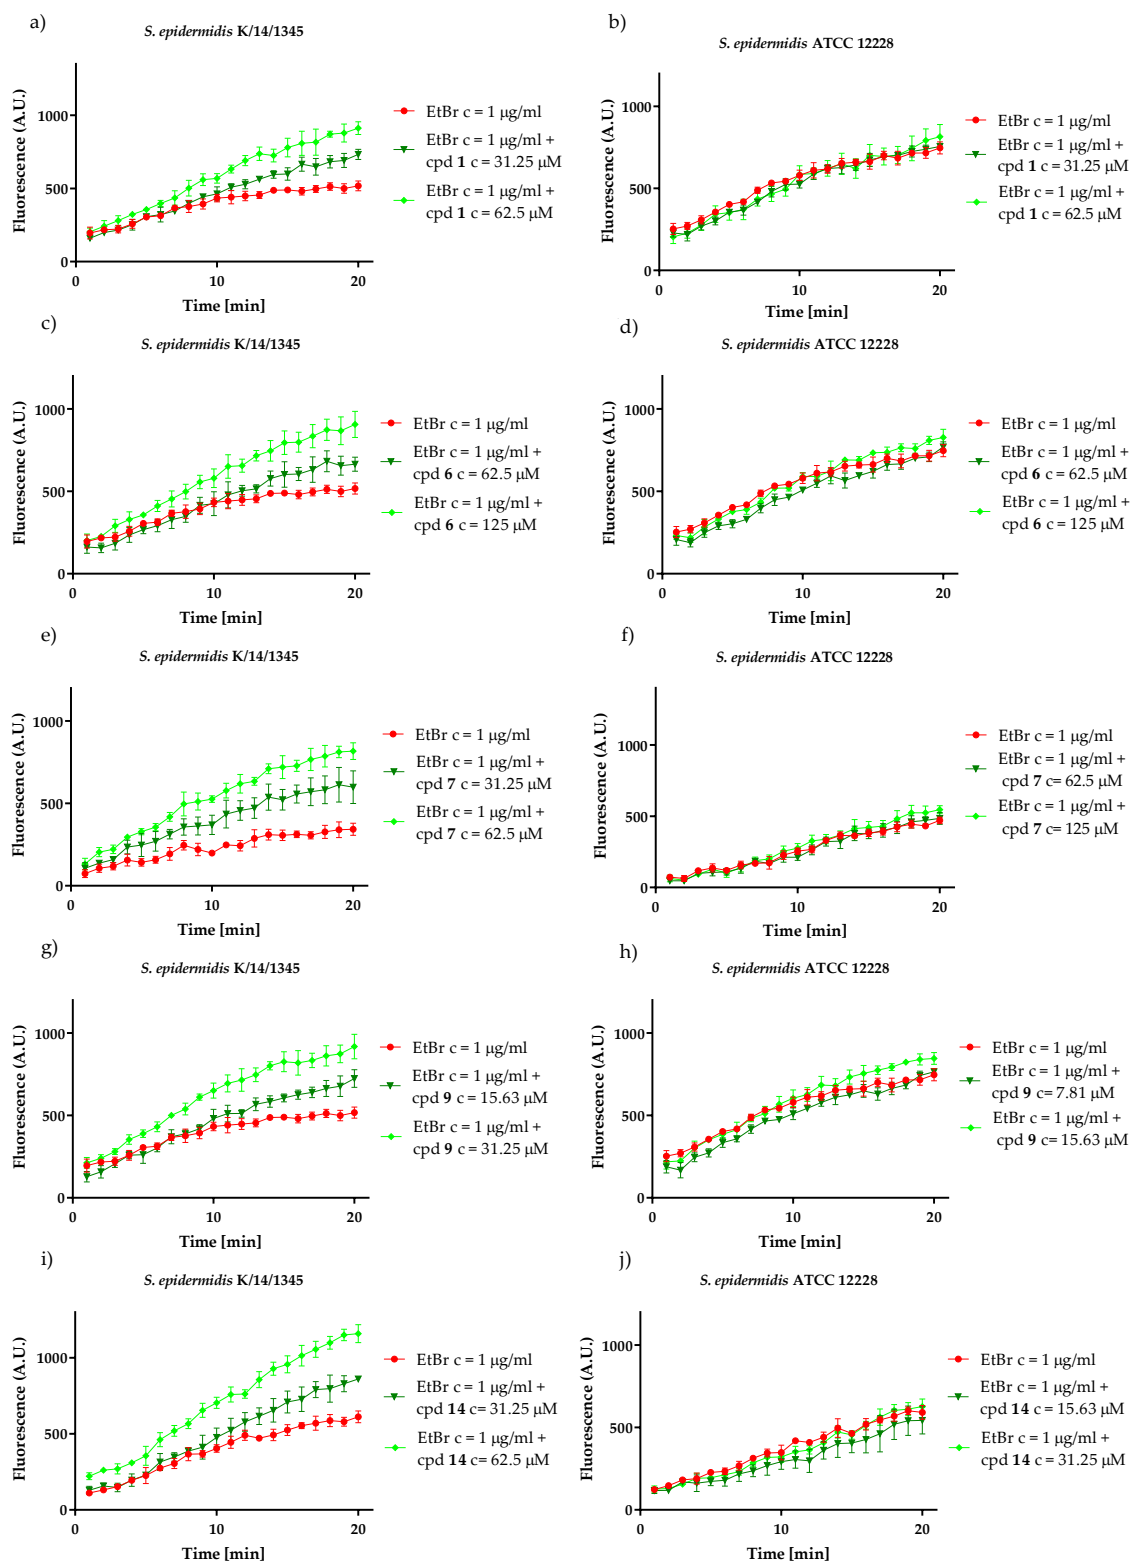 a)
S. epidermidis K/14/1345
Fluorescence (A.U.)
1000
500
0
0
10
20
Time [min]
EtBr c = 1 µg/ml
EtBr c = 1 µg/ml +
cpd 1 c = 31.25 µM
EtBr c = 1 µg/ml +
cpd 1 c = 62.5 µM
b)
S. epidermidis ATCC 12228
Fluorescence (A.U.)
1000
500
0
0
10
20
Time [min]
EtBr c = 1 µg/ml
EtBr c = 1 µg/ml +
cpd 1 c = 31.25 µM
EtBr c = 1 µg/ml +
cpd 1 c = 62.5 µM
c)
S. epidermidis K/14/1345
Fluorescence (A.U.)
1000
500
0
0
10
20
Time [min]
EtBr c = 1 µg/ml
EtBr c = 1 µg/ml +
cpd 6 c = 62.5 µM
EtBr c = 1 µg/ml +
cpd 6 c = 125 µM
d)
S. epidermidis ATCC 12228
Fluorescence (A.U.)
1000
500
0
0
10
20
Time [min]
EtBr c = 1 µg/ml
EtBr c = 1 µg/ml +
cpd 6 c = 62.5 µM
EtBr c = 1 µg/ml +
cpd 6 c = 125 µM
e)
S. epidermidis K/14/1345
Fluorescence (A.U.)
1000
500
0
0
10
20
Time [min]
EtBr c = 1 µg/ml
EtBr c = 1 µg/ml +
cpd 7 c = 31.25 µM
EtBr c = 1 µg/ml +
cpd 7 c = 62.5 µM
f)
S. epidermidis ATCC 12228
Fluorescence (A.U.)
1000
500
0
0
10
20
Time [min]
EtBr c = 1 µg/ml
EtBr c = 1 µg/ml +
cpd 7 c = 62.5 µM
EtBr c = 1 µg/ml +
cpd 7 c= 125 µM
g)
S. epidermidis K/14/1345
Fluorescence (A.U.)
1000
500
0
0
10
20
Time [min]
EtBr c = 1 µg/ml
EtBr c = 1 µg/ml +
cpd 9 c = 15.63 µM
EtBr c = 1 µg/ml +
cpd 9 c = 31.25 µM
h)
S. epidermidis ATCC 12228
Fluorescence (A.U.)
1000
500
0
0
10
20
Time [min]
EtBr c = 1 µg/ml
EtBr c = 1 µg/ml +
cpd 9 c= 7.81 µM
EtBr c = 1 µg/ml +
cpd 9 c= 15.63 µM
i)
S. epidermidis K/14/1345
Fluorescence (A.U.)
1000
500
0
0
10
20
Time [min]
EtBr c = 1 µg/ml
EtBr c = 1 µg/ml +
cpd 14 c= 31.25 µM
EtBr c = 1 µg/ml +
cpd 14 c= 62.5 µM
j)
S. epidermidis ATCC 12228
Fluorescence (A.U.)
1000
500
0
0
10
20
Time [min]
EtBr c = 1 µg/ml
EtBr c = 1 µg/ml +
cpd 14 c= 15.63 µM
EtBr c = 1 µg/ml +
cpd 14 c= 31.25 µM